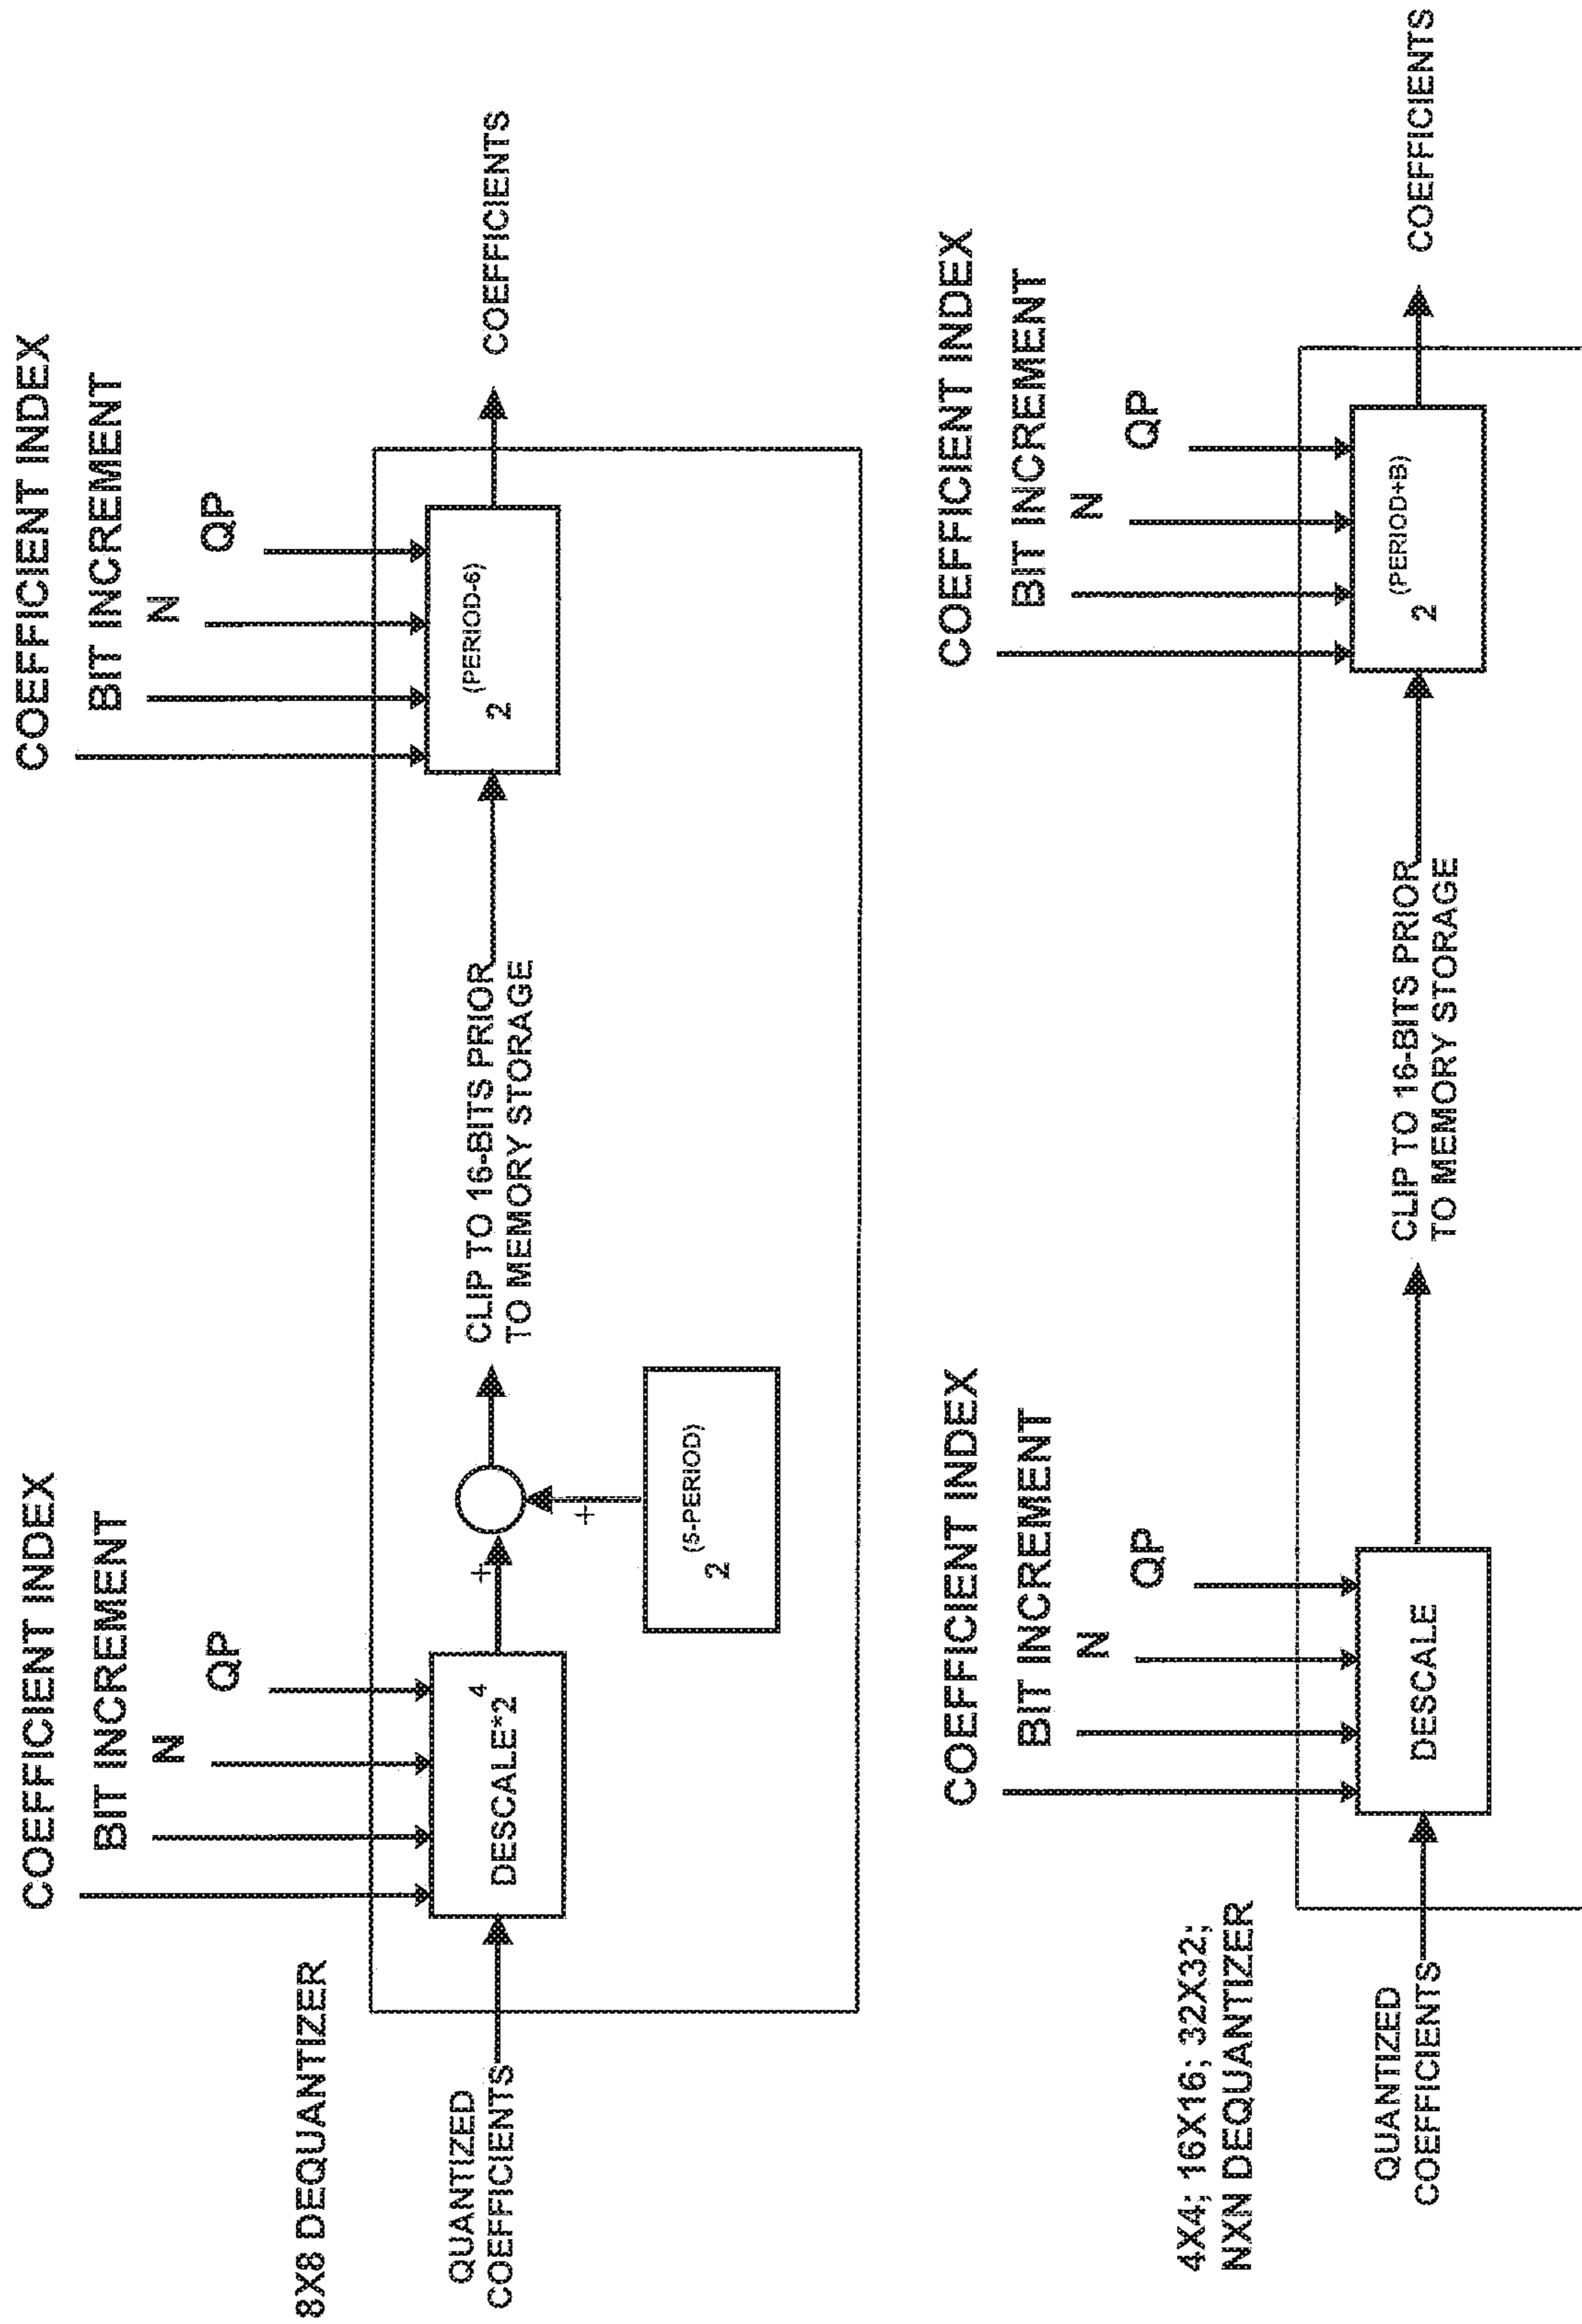 8X8 DEQUANTIZER
COEFFICIENT INDEX
BIT INCREMENT
N
QP
QUANTIZED
COEFFICIENTS
DESCALE*2^4
+
+
2^(5-PERIOD)
CLIP TO 16-BITS PRIOR
TO MEMORY STORAGE
COEFFICIENT INDEX
BIT INCREMENT
N
QP
2^(PERIOD-6)
COEFFICIENTS
4X4; 16X16; 32X32;
NXN DEQUANTIZER
COEFFICIENT INDEX
BIT INCREMENT
N
QP
QUANTIZED
COEFFICIENTS
DESCALE
CLIP TO 16-BITS PRIOR
TO MEMORY STORAGE
COEFFICIENT INDEX
BIT INCREMENT
N
QP
2^(PERIOD+B)
COEFFICIENTS